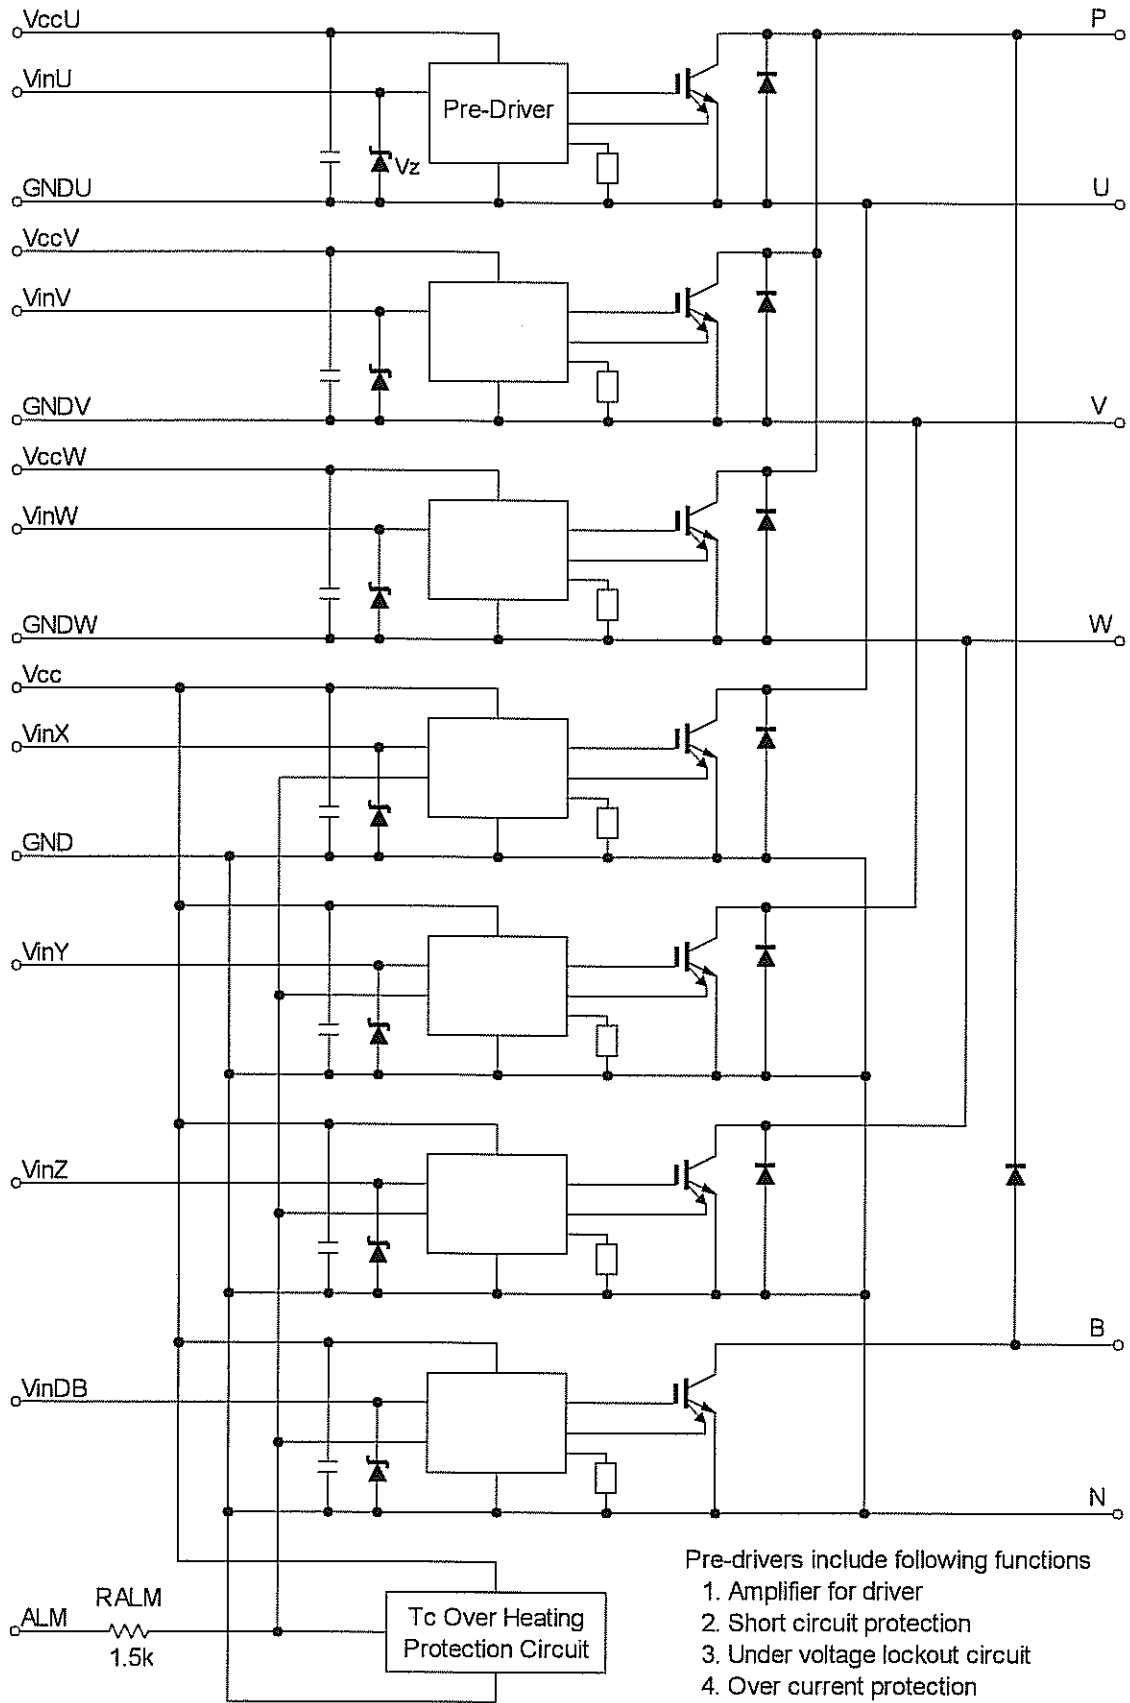 VccU
P
VinU
Pre-Driver
Vz
GNDU
U
VccV
VinV
GNDV
V
VccW
VinW
GNDW
W
Vcc
VinX
GND
VinY
VinZ
B
VinDB
N
Pre-drivers include following functions
1. Amplifier for driver
2. Short circuit protection
3. Under voltage lockout circuit
4. Over current protection
RALM
ALM
1.5k
Tc Over Heating
Protection Circuit